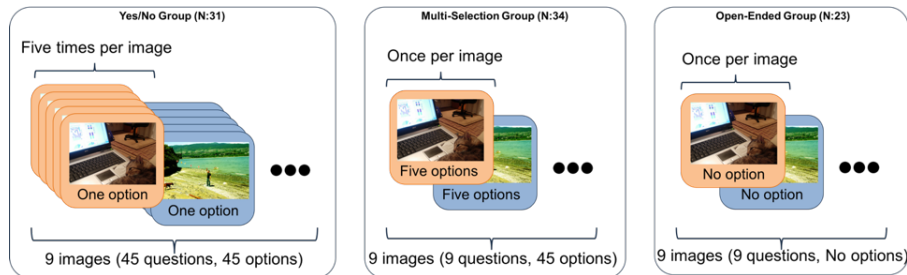 Yes/No Group (N:31)
Five times per image
One option
One option
9 images (45 questions, 45 options)
Multi-Selection Group (N:34)
Once per image
Five options
Five options
9 images (9 questions, 45 options)
Open-Ended Group (N:23)
Once per image
No option
No option
9 images (9 questions, No options)